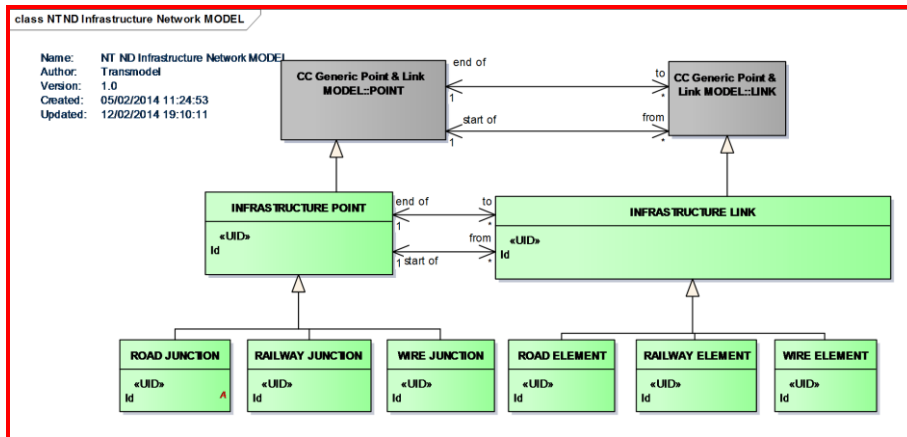 class NT ND Infrastructure Network MODEL
Name: NT ND Infrastructure Network MODEL
Author: Transmodel
Version: 1.0
Created: 05/02/2014 11:24:53
Updated: 12/02/2014 19:10:11
CC Generic Point & Link
MODEL::POINT
CC Generic Point &
Link MODEL::LINK
end of
to
1
*
start of
from
1
*
INFRASTRUCTURE POINT
«UID»
Id
INFRASTRUCTURE LINK
«UID»
Id
end of
to
1
*
from
1
start of
*
ROAD JUNCTION
«UID»
Id
A
RAILWAY JUNCTION
«UID»
Id
WIRE JUNCTION
«UID»
Id
ROAD ELEMENT
«UID»
Id
RAILWAY ELEMENT
«UID»
Id
WIRE ELEMENT
«UID»
Id